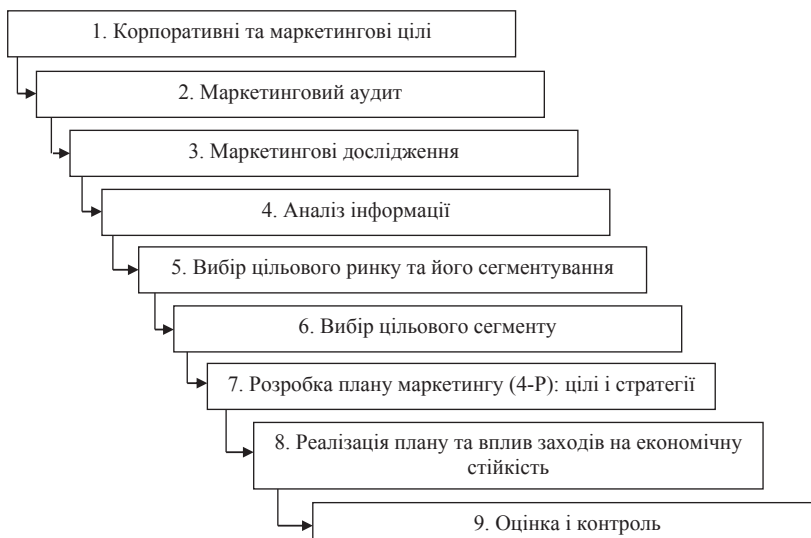 1. Корпоративні та маркетингові цілі
2. Маркетинговий аудит
3. Маркетингові дослідження
4. Аналіз інформації
5. Вибір цільового ринку та його сегментування
6. Вибір цільового сегменту
7. Розробка плану маркетингу (4-Р): цілі і стратегії
8. Реалізація плану та вплив заходів на економічну
стійкість
9. Оцінка і контроль